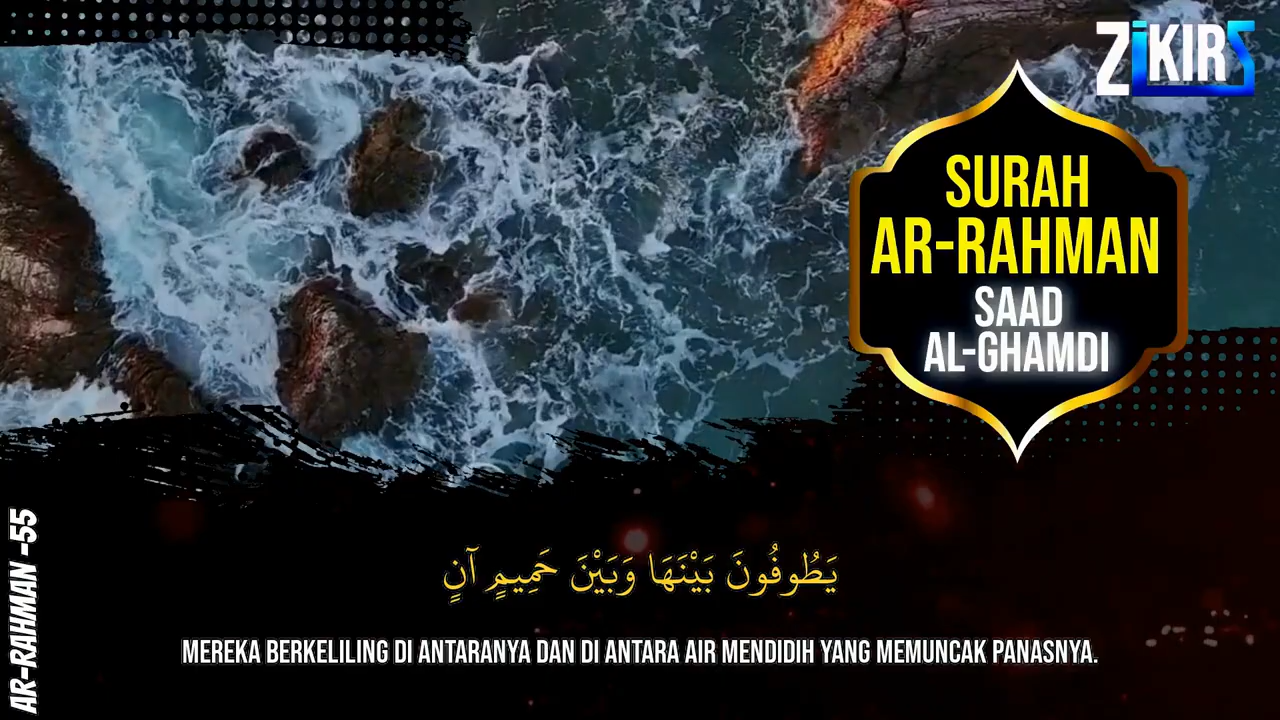 ZIKIRS
SURAH
AR-RAHMAN
SAAD
AL-GHAMDI
AR-RAHMAN -55
يَطُوفُونَ بَيْنَهَا وَبَيْنَ حَمِيمٍ آنٍ
MEREKA BERKELILING DI ANTARANYA DAN DI ANTARA AIR MENDIDIH YANG MEMUNCAK PANASNYA.